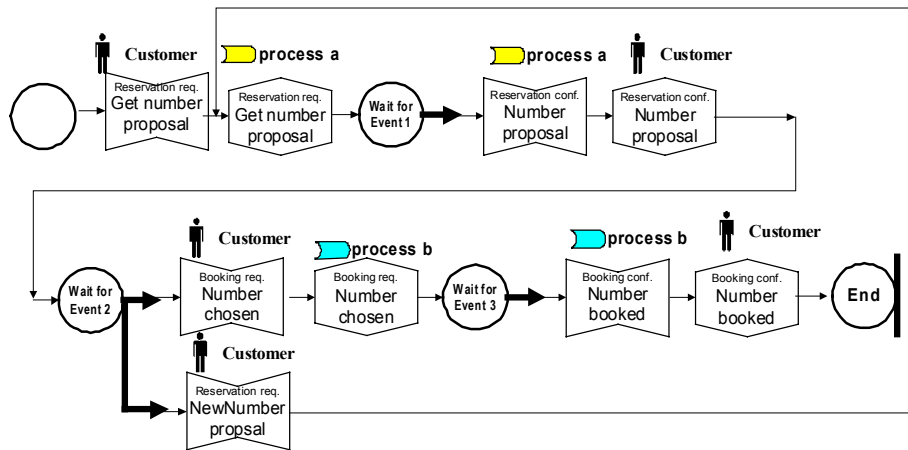 Customer
Reservation req.
Get number
proposal
process a
Reservation req.
Get number
proposal
Wait for
Event 1
process a
Reservation conf.
Number
proposal
Customer
Reservation conf.
Number
proposal
Wait for
Event 2
Customer
Booking req.
Number
chosen
process b
Booking req.
Number
chosen
Wait for
Event 3
process b
Booking conf.
Number
booked
Customer
Booking conf.
Number
booked
End
Customer
Reservation req.
NewNumber
propsal